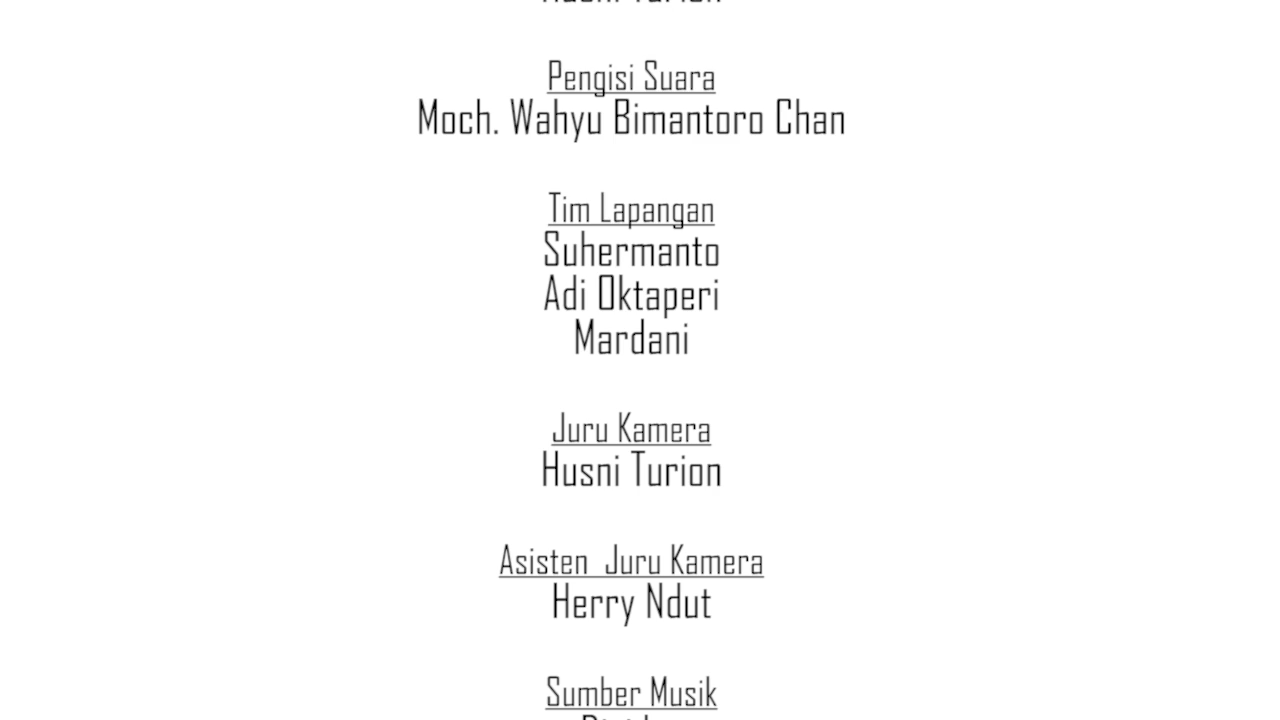 Pengisi Suara
Moch. Wahyu Bimantoro Chan
Tim Lapangan
Suhermanto
Adi Oktaperi
Mardani
Juru Kamera
Husni Turion
Asisten Juru Kamera
Herry Ndut
Sumber Musik